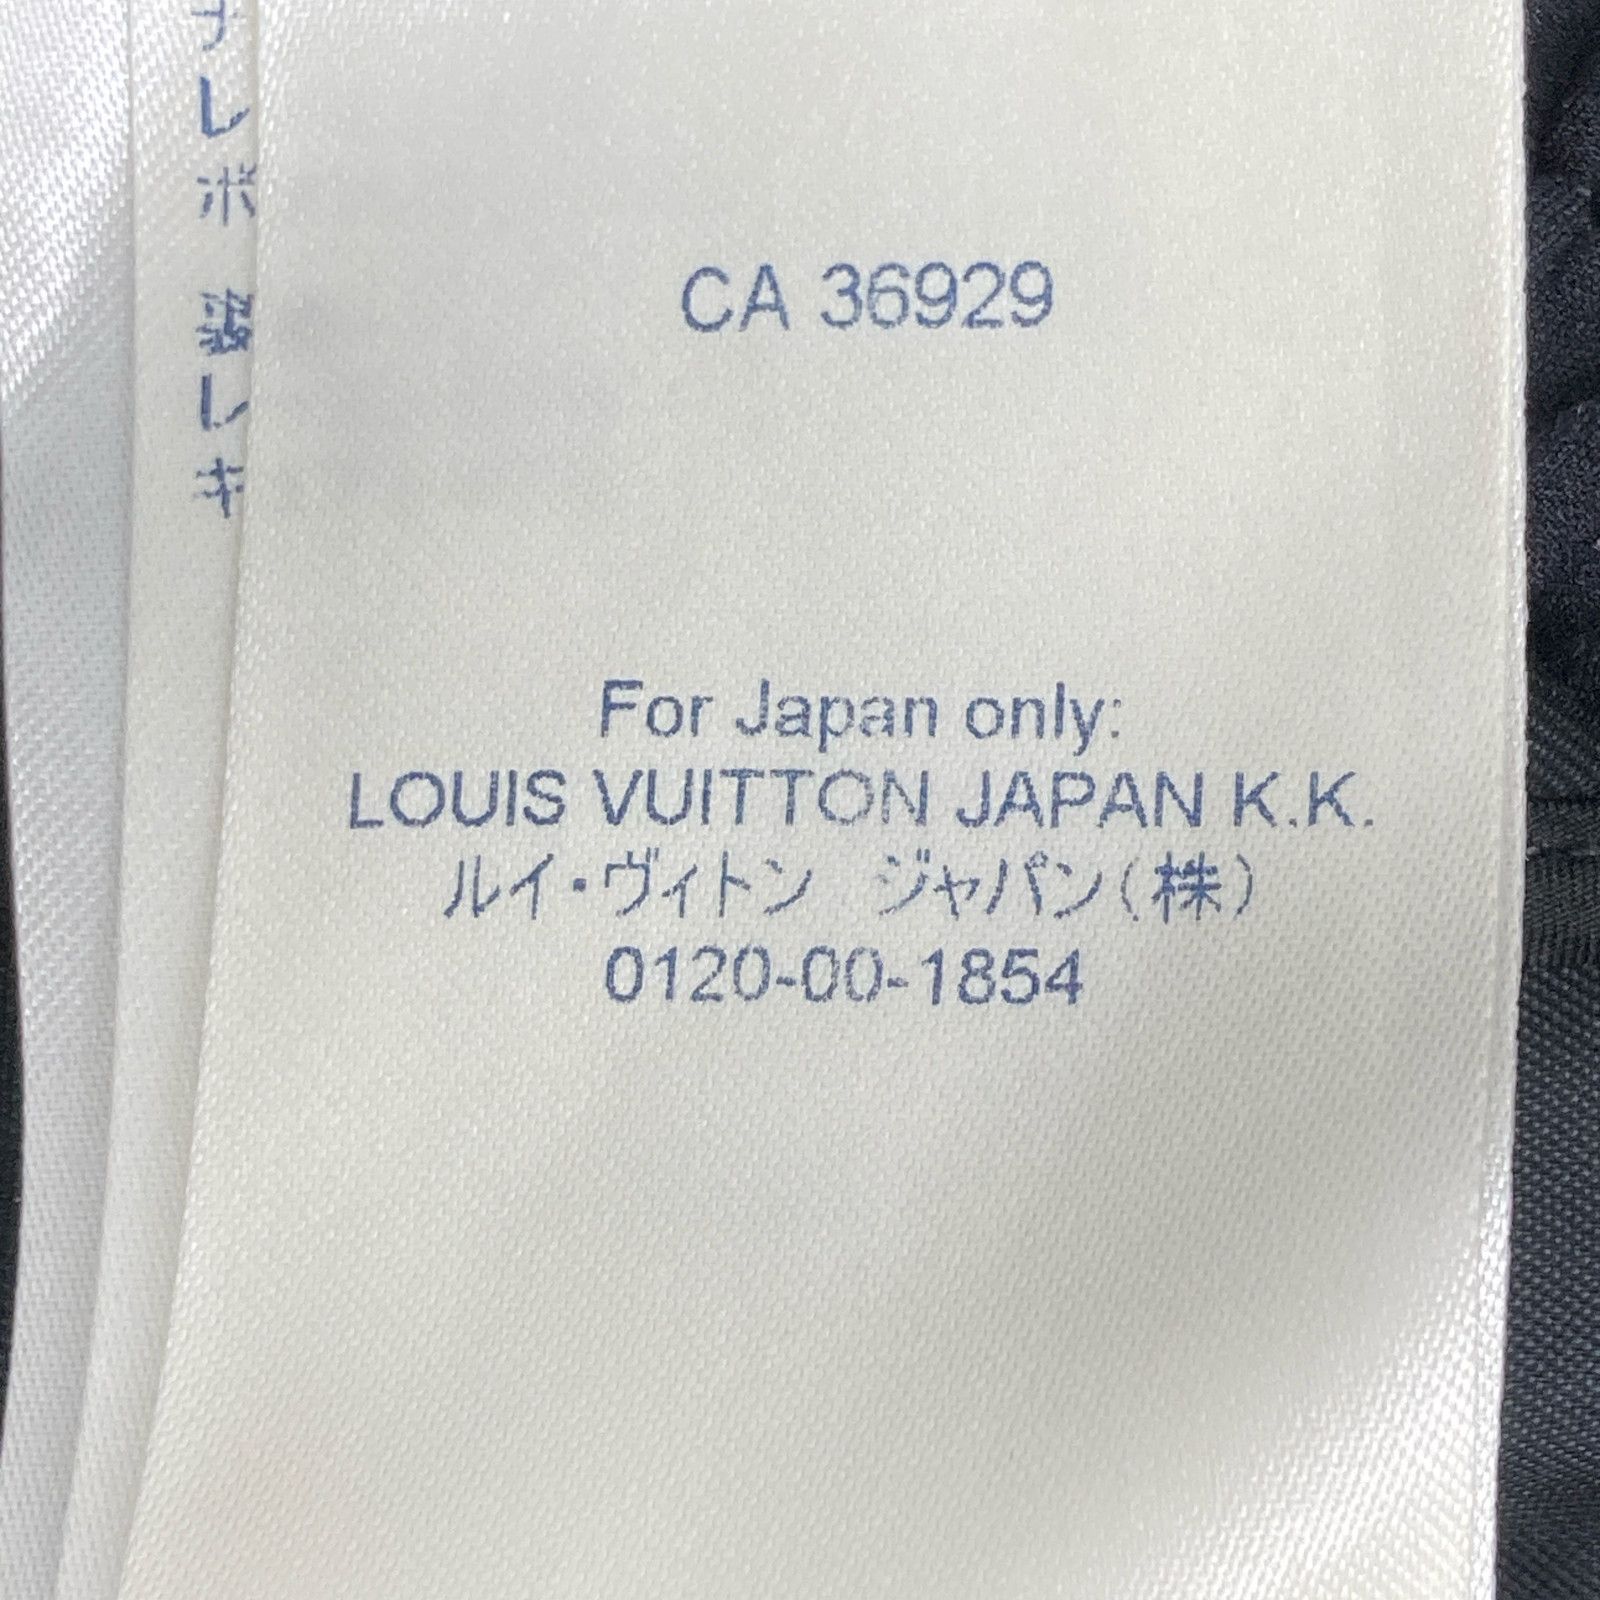 CA 36929
For Japan only:
LOUIS VUITTON JAPAN K.K.
ルイ・ヴィトン ジャパン(株)
0120-00-1854